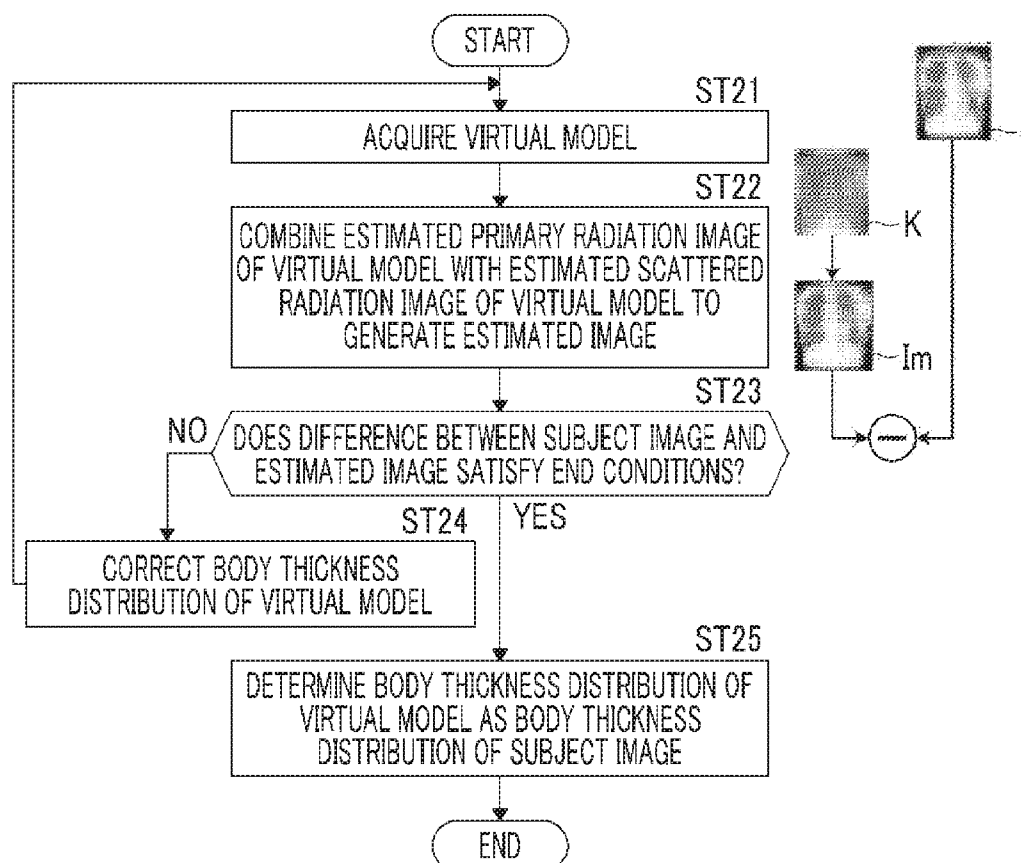 START
ST21
ACQUIRE VIRTUAL MODEL
ST22
COMBINE ESTIMATED PRIMARY RADIATION IMAGE
OF VIRTUAL MODEL WITH ESTIMATED SCATTERED
RADIATION IMAGE OF VIRTUAL MODEL TO
GENERATE ESTIMATED IMAGE
K
Im
ST23
NO
DOES DIFFERENCE BETWEEN SUBJECT IMAGE AND
ESTIMATED IMAGE SATISFY END CONDITIONS?
YES
ST24
CORRECT BODY THICKNESS
DISTRIBUTION OF VIRTUAL MODEL
ST25
DETERMINE BODY THICKNESS DISTRIBUTION OF
VIRTUAL MODEL AS BODY THICKNESS
DISTRIBUTION OF SUBJECT IMAGE
END